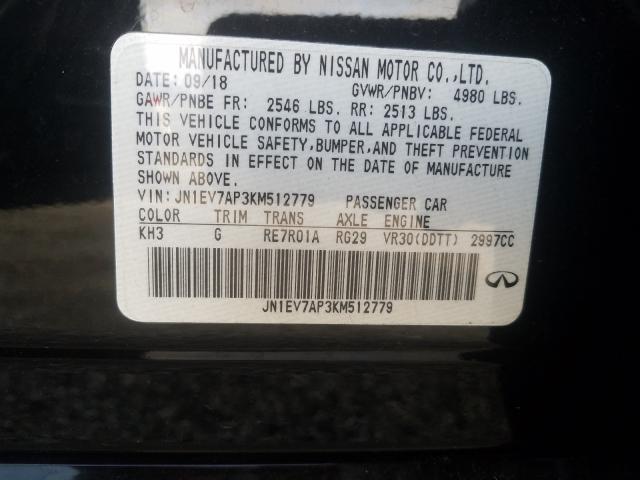 MANUFACTURED BY NISSAN MOTOR CO.,LTD.
DATE: 09/18 GVWR/PNBV: 4980 LBS.
GAWR/PNBE FR: 2546 LBS. RR: 2513 LBS.
THIS VEHICLE CONFORMS TO ALL APPLICABLE FEDERAL
MOTOR VEHICLE SAFETY,BUMPER,AND THEFT PREVENTION
STANDARDS IN EFFECT ON THE DATE OF MANUFACTURE
SHOWN ABOVE.
VIN:JN1EV7AP3KM512779 PASSENGER CAR
COLOR TRIM TRANS AXLE ENGINE
KH3 G RE7R01A RG29 VR30(DDTT) 2997CC
JN1EV7AP3KM512779